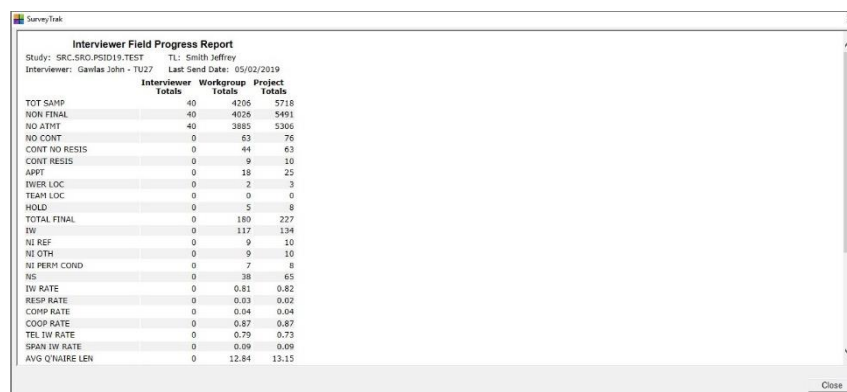 SurveyTrak
Interviewer Field Progress Report
Study: SRC.SRO.PSID19.TEST TL: Smith Jeffrey
Interviewer: Gawlas John - TU27 Last Send Date: 05/02/2019
Interviewer Workgroup Project
Totals Totals Totals
TOT SAMP 40 4206 5718
NON FINAL 40 4026 5491
NO ATMT 40 3885 5306
NO CONT 0 63 76
CONT NO RESIS 0 44 63
CONT RESIS 0 9 10
APPT 0 18 25
IWER LOC 0 2 3
TEAM LOC 0 0 0
HOLD 0 5 8
TOTAL FINAL 0 180 227
IW 0 117 134
NI REF 0 9 10
NI OTH 0 9 10
NI PERM COND 0 7 8
NS 0 38 65
IW RATE 0 0.81 0.82
RESP RATE 0 0.03 0.02
COMP RATE 0 0.04 0.04
COOP RATE 0 0.87 0.87
TEL IW RATE 0 0.79 0.73
SPAN IW RATE 0 0.09 0.09
AVG Q'NAIRE LEN 0 12.84 13.15
Close